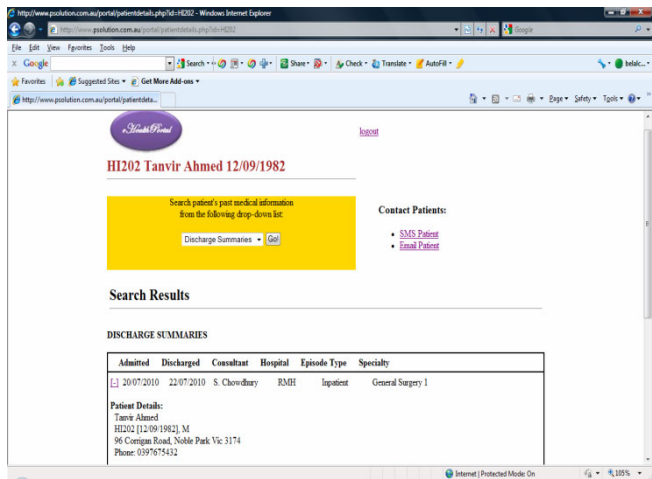 http://www.psolution.com.au/portal/patientdetails.php?id=HI202 - Windows Internet Explorer
http://www.psolution.com.au/portal/patientdetails.php?id=HI202
Google
File Edit View Favorites Tools Help
x Google Search Share Check Translate AutoFill
Favorites Suggested Sites Get More Add-ons
http://www.psolution.com.au/portal/patientdeta...
Page Safety Tools
eHealthPortal
logout
HI202 Tanvir Ahmed 12/09/1982
Search patient's past medical information
from the following drop-down list:
Discharge Summaries Go!
Contact Patients:
SMS Patient
Email Patient
Search Results
DISCHARGE SUMMARIES
Admitted Discharged Consultant Hospital Episode Type Specialty
[-] 20/07/2010 22/07/2010 S. Chowdhury RMH Inpatient General Surgery 1
Patient Details:
Tanvir Ahmed
HI202 [12/09/1982], M
96 Corrigan Road, Noble Park Vic 3174
Phone: 0397675432
Internet | Protected Mode: On 105%